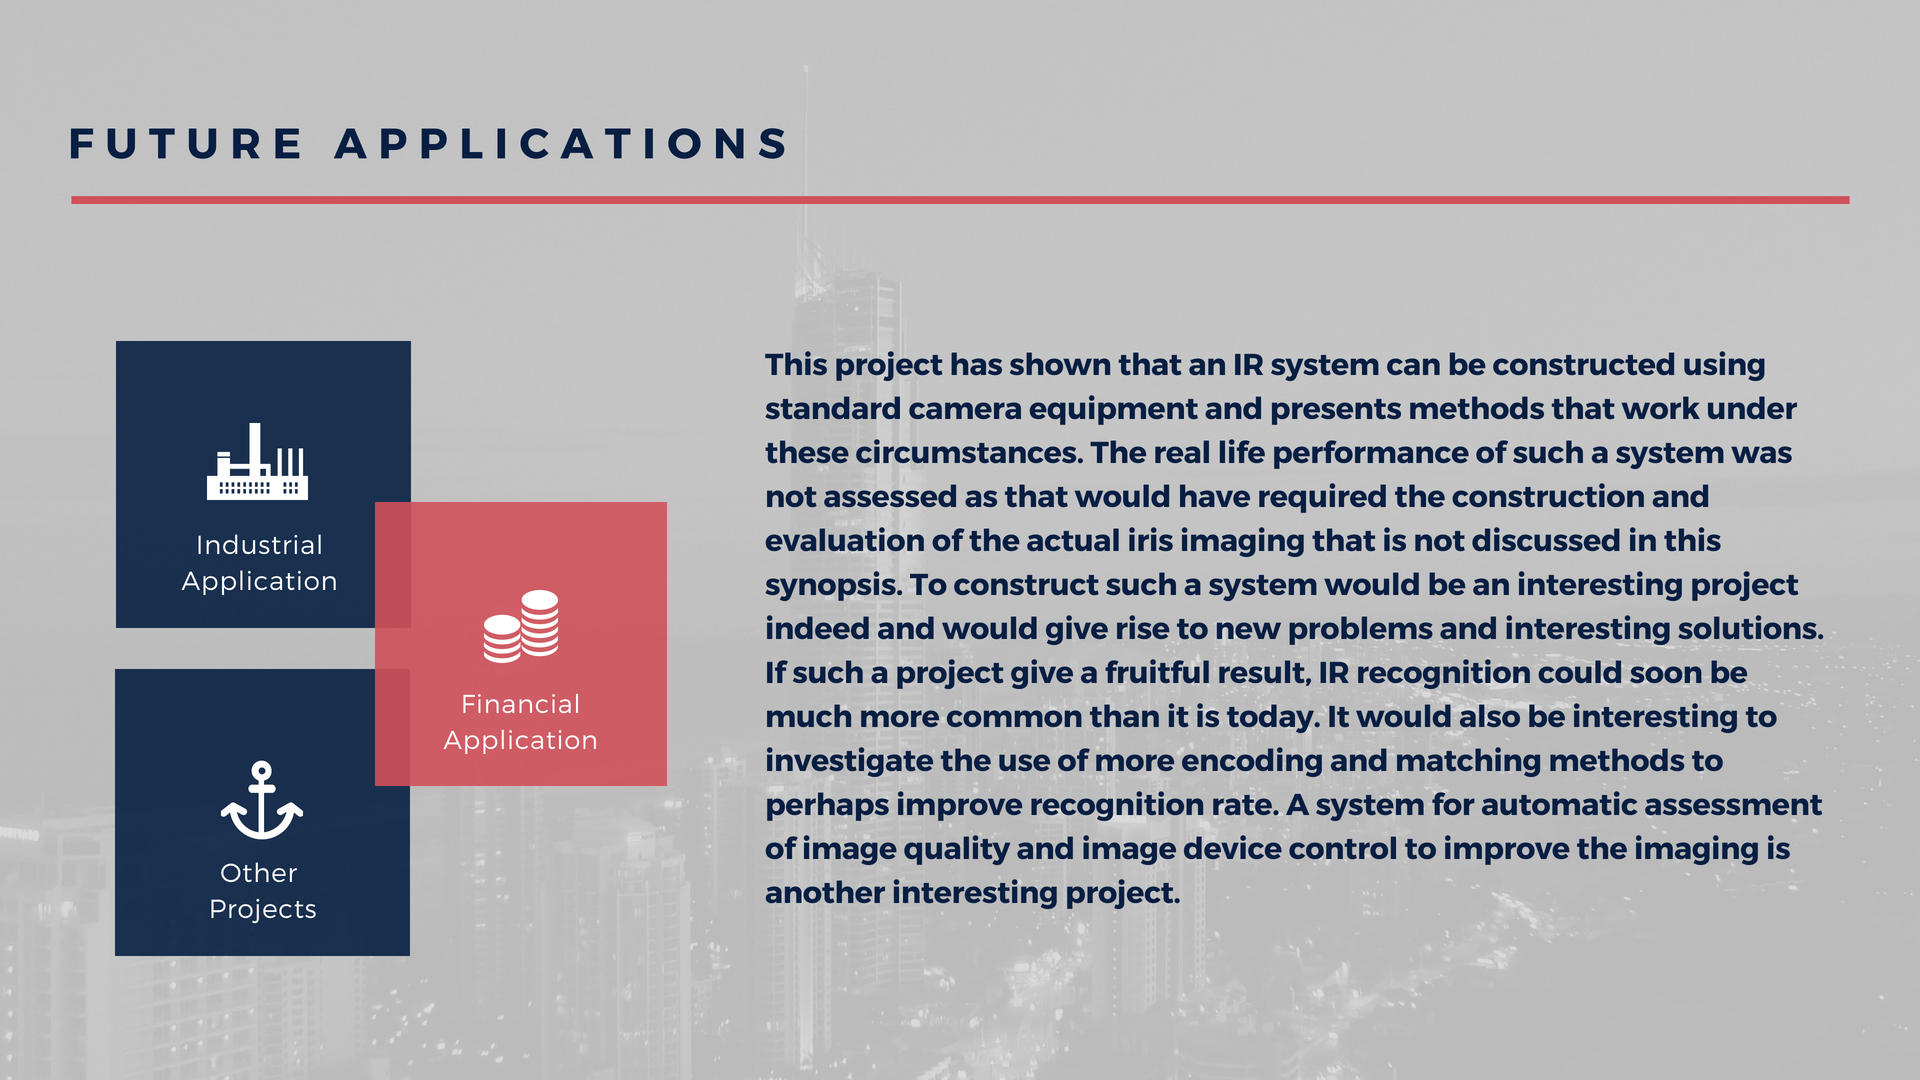 FUTURE APPLICATIONS
Industrial
Application
Financial
Application
Other
Projects
This project has shown that an IR system can be constructed using
standard camera equipment and presents methods that work under
these circumstances. The real life performance of such a system was
not assessed as that would have required the construction and
evaluation of the actual iris imaging that is not discussed in this
synopsis. To construct such a system would be an interesting project
indeed and would give rise to new problems and interesting solutions.
If such a project give a fruitful result, IR recognition could soon be
much more common than it is today. It would also be interesting to
investigate the use of more encoding and matching methods to
perhaps improve recognition rate. A system for automatic assessment
of image quality and image device control to improve the imaging is
another interesting project.